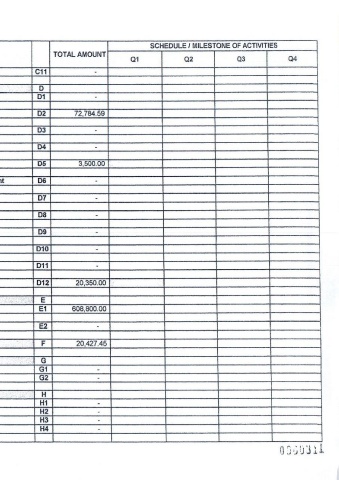 TOTAL AMOUNT SCHEDULE / MILESTONE OF ACTIVITIES
Q1 Q2 Q3 Q4
C11 -
D
D1 -
D2 72,784.59
D3 -
D4 -
D5 3,500.00
nt D6 -
D7 -
D8 -
D9 -
D10 -
D11 -
D12 20,350.00
E
E1 608,800.00
E2 -
F 20,427.45
G
G1 -
G2 -
H
H1 -
H2 -
H3 -
H4 -